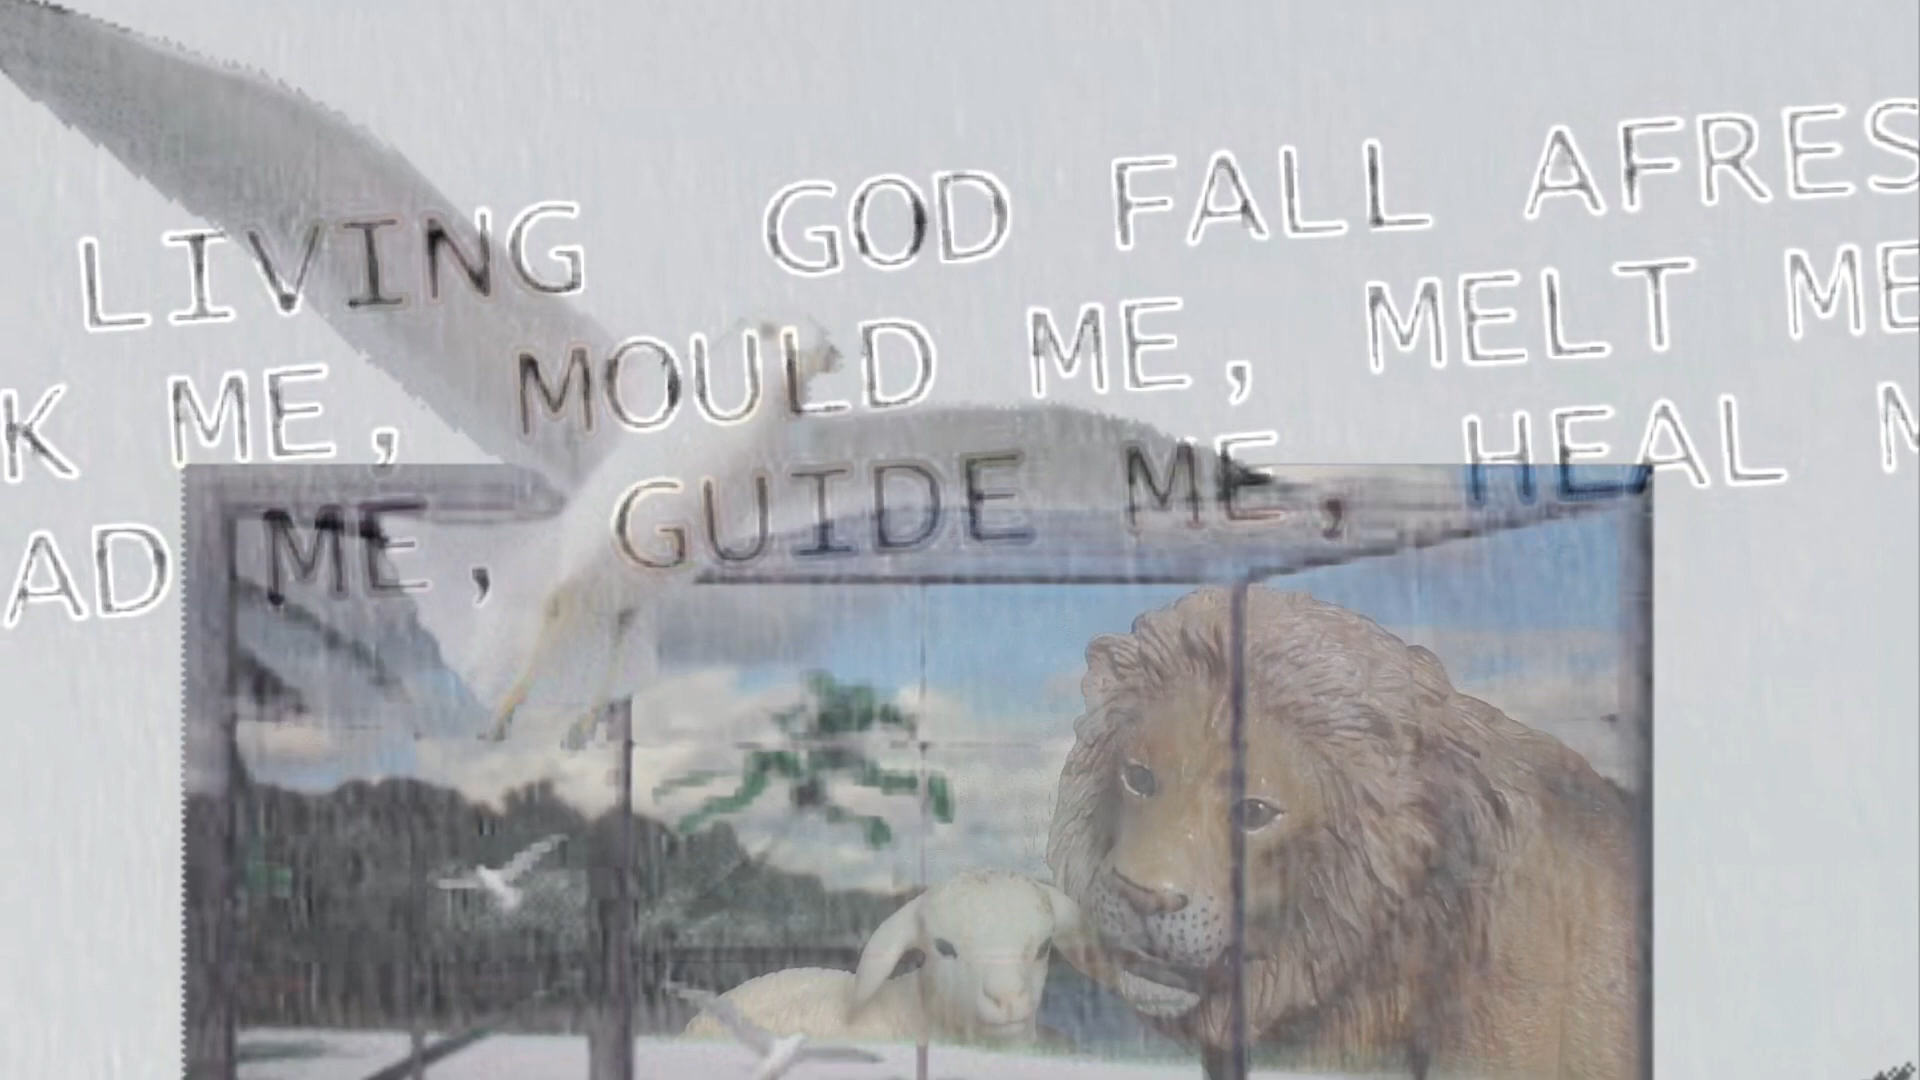 LIVING GOD FALL AFRES
K ME, MOULD ME, MELT ME
AD ME, GUIDE ME, HEAL M